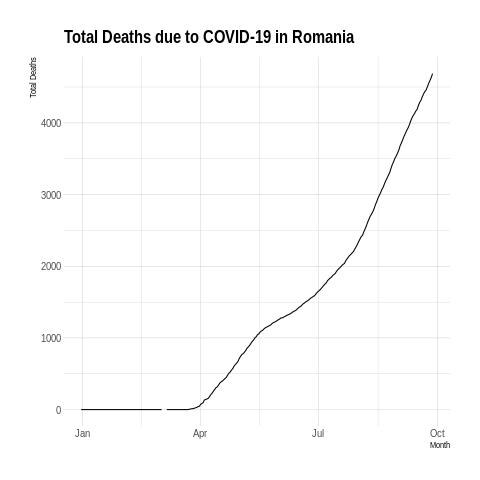 Total Deaths due to COVID-19 in Romania
Total Deaths
4000
3000
2000
1000
0
Jan Apr Jul Oct
Month